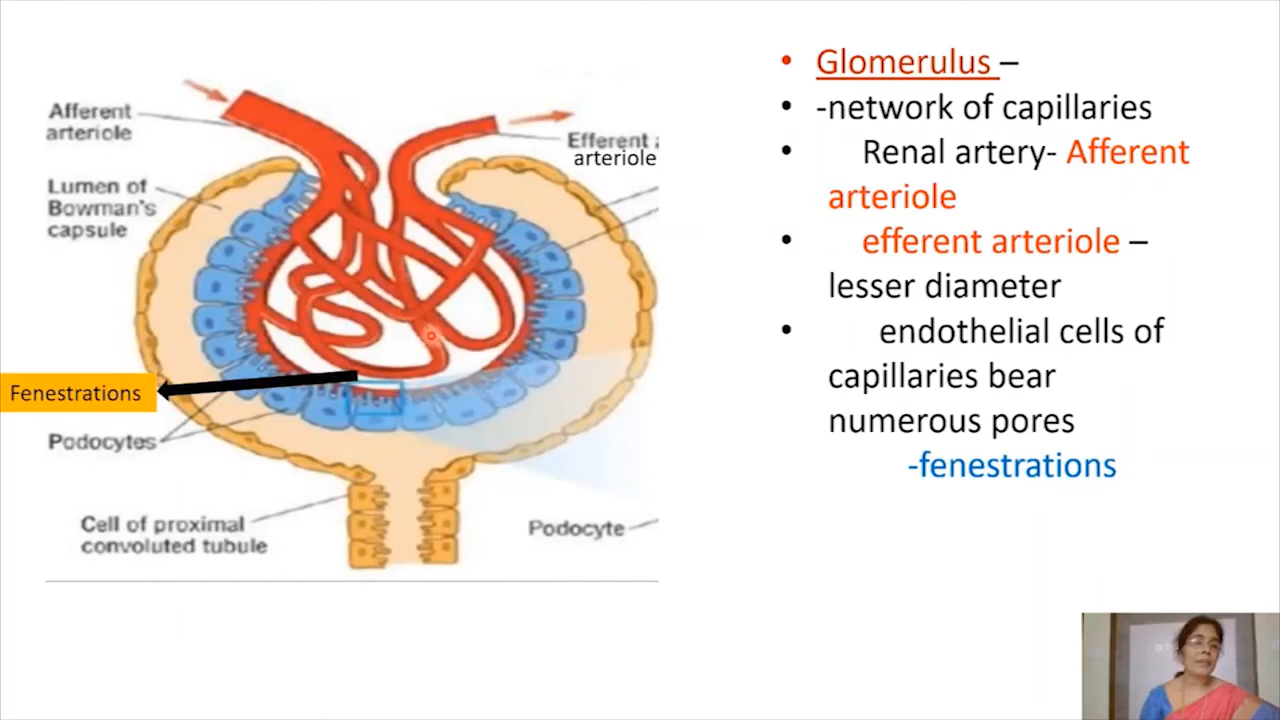 Afferent
arteriole
Efferent
arteriole
Lumen of
Bowman's
capsule
Fenestrations
Podocytes
Cell of proximal
convoluted tubule
Podocyte
• Glomerulus –
• -network of capillaries
• Renal artery- Afferent
arteriole
• efferent arteriole –
lesser diameter
• endothelial cells of
capillaries bear
numerous pores
-fenestrations